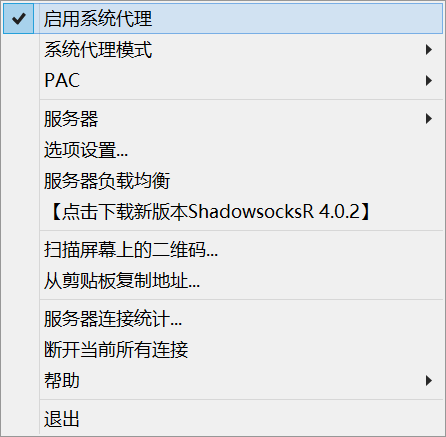 启用系统代理
系统代理模式
PAC
服务器
选项设置...
服务器负载均衡
【点击下载新版本ShadowsocksR 4.0.2】
扫描屏幕上的二维码...
从剪贴板复制地址...
服务器连接统计...
断开当前所有连接
帮助
退出